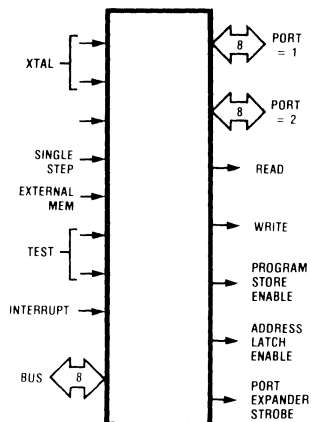 XTAL
SINGLE
STEP
EXTERNAL
MEM
TEST
INTERRUPT
BUS
8
8
PORT
= 1
8
PORT
= 2
READ
WRITE
PROGRAM
STORE
ENABLE
ADDRESS
LATCH
ENABLE
PORT
EXPANDER
STROBE